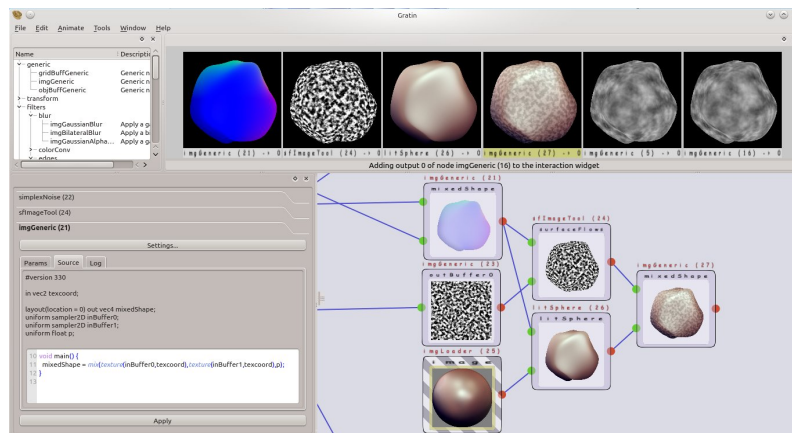 Gratin
File Edit Animate Tools Window Help
Name Descriptic
generic
gridBuffGeneric Generic n
imgGeneric Generic n
objBuffGeneric Generic n
transform
filters
blur
imgGaussianBlur Apply a ga
imgBilateralBlur Apply a bi
imgGaussianAlpha... Apply a ga
colorConv
edges
imgGeneric (21) -> 0 sfImageTool (24) -> 0 litSphere (26) -> 0 imgGeneric (27) -> 0 imgGeneric (5) -> 0 imgGeneric (16) -> 0
Adding output 0 of node imgGeneric (16) to the interaction widget
simplexNoise (22)
sfImageTool (24)
imgGeneric (21)
Settings...
Params Source Log
#version 330
in vec2 texcoord;
layout(location = 0) out vec4 mixedShape;
uniform sampler2D inBuffer0;
uniform sampler2D inBuffer1;
uniform float p;
10 void main() {
11 mixedShape = mix(texture(inBuffer0,texcoord),texture(inBuffer1,texcoord),p);
12 }
13
Apply
imgGeneric (21)
mixedShape
sfImageTool (24)
surfaceFlows
imgGeneric (23)
outBuffer0
imgGeneric (27)
mixedShape
litSphere (26)
litSphere
imgLoader (25)
image